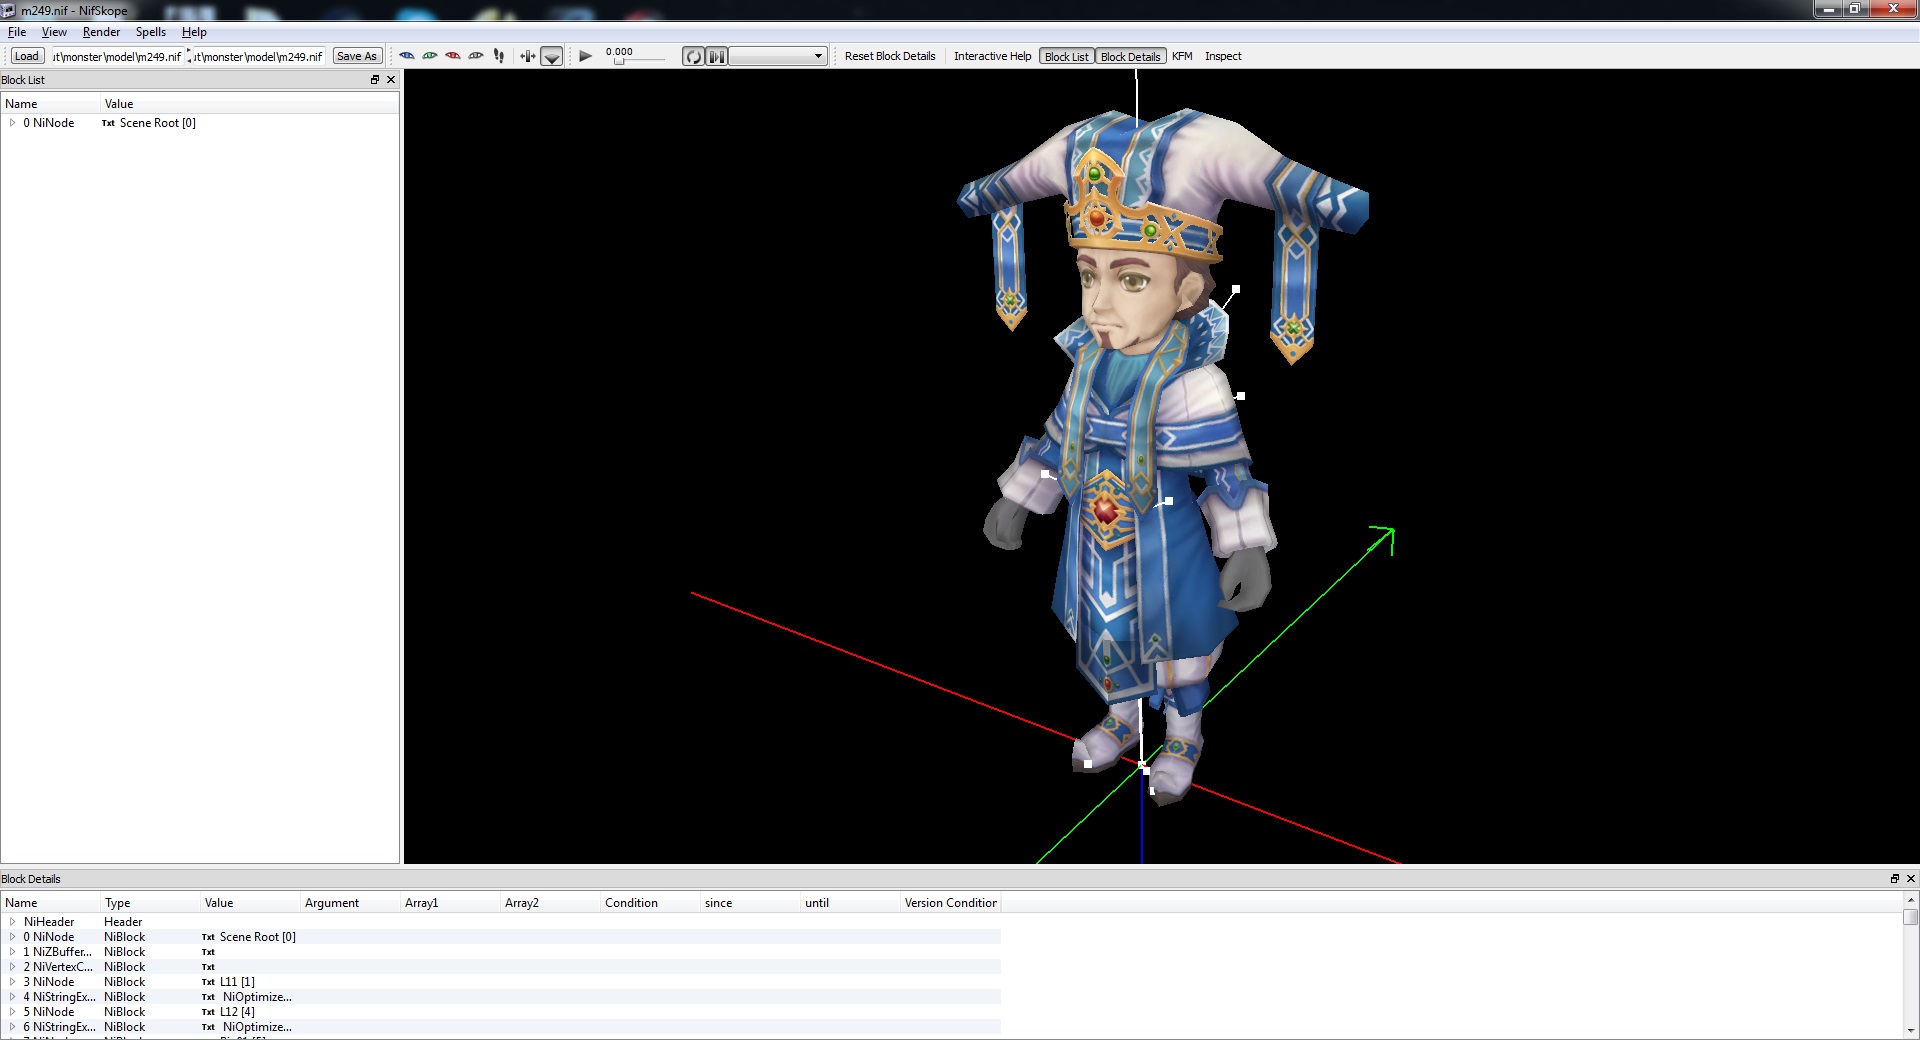 m249.nif - NifSkope
File View Render Spells Help
Load ut\monster\model\m249.nif ut\monster\model\m249.nif Save As 0.000 Reset Block Details Interactive Help Block List Block Details KFM Inspect
Block List
Name Value
0 NiNode Txt Scene Root [0]
Block Details
Name Type Value Argument Array1 Array2 Condition since until Version Condition
NiHeader Header
0 NiNode NiBlock Txt Scene Root [0]
1 NiZBuffer... NiBlock Txt
2 NiVertexC... NiBlock Txt
3 NiNode NiBlock Txt L11 [1]
4 NiStringEx... NiBlock Txt NiOptimize...
5 NiNode NiBlock Txt L12 [4]
6 NiStringEx... NiBlock Txt NiOptimize...